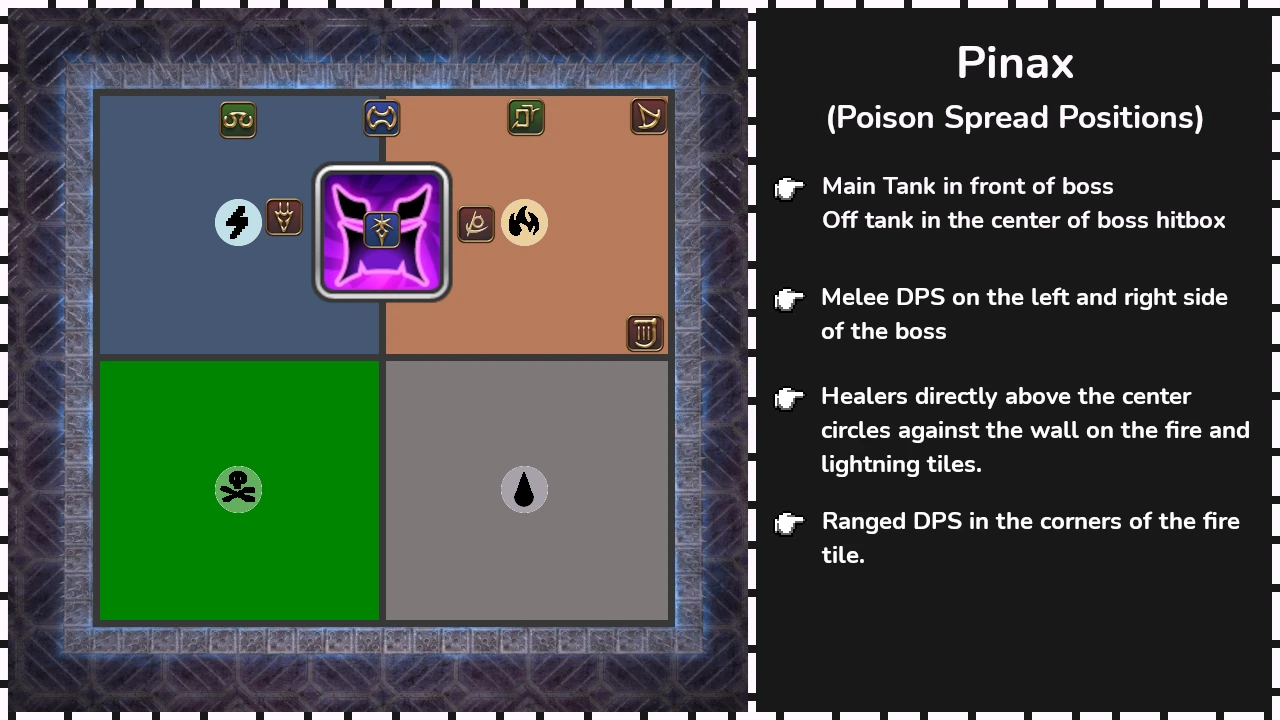 Pinax
(Poison Spread Positions)
Main Tank in front of boss
Off tank in the center of boss hitbox
Melee DPS on the left and right side
of the boss
Healers directly above the center
circles against the wall on the fire and
lightning tiles.
Ranged DPS in the corners of the fire
tile.